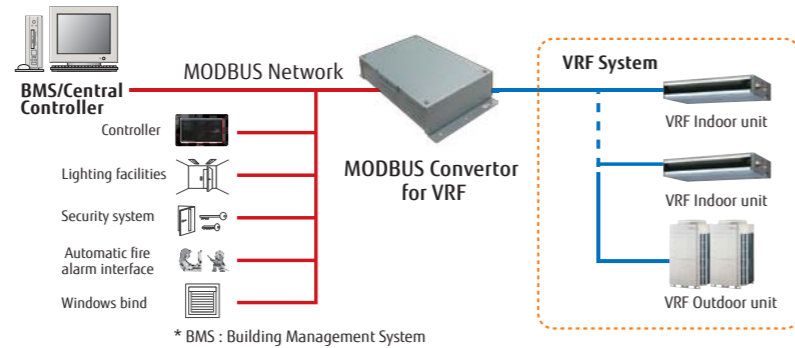 MODBUS Network
BMS/Central
Controller
Controller
Lighting facilities
Security system
Automatic fire
alarm interface
Windows bind
* BMS : Building Management System
MODBUS Convertor
for VRF
VRF System
VRF Indoor unit
VRF Indoor unit
VRF Outdoor unit